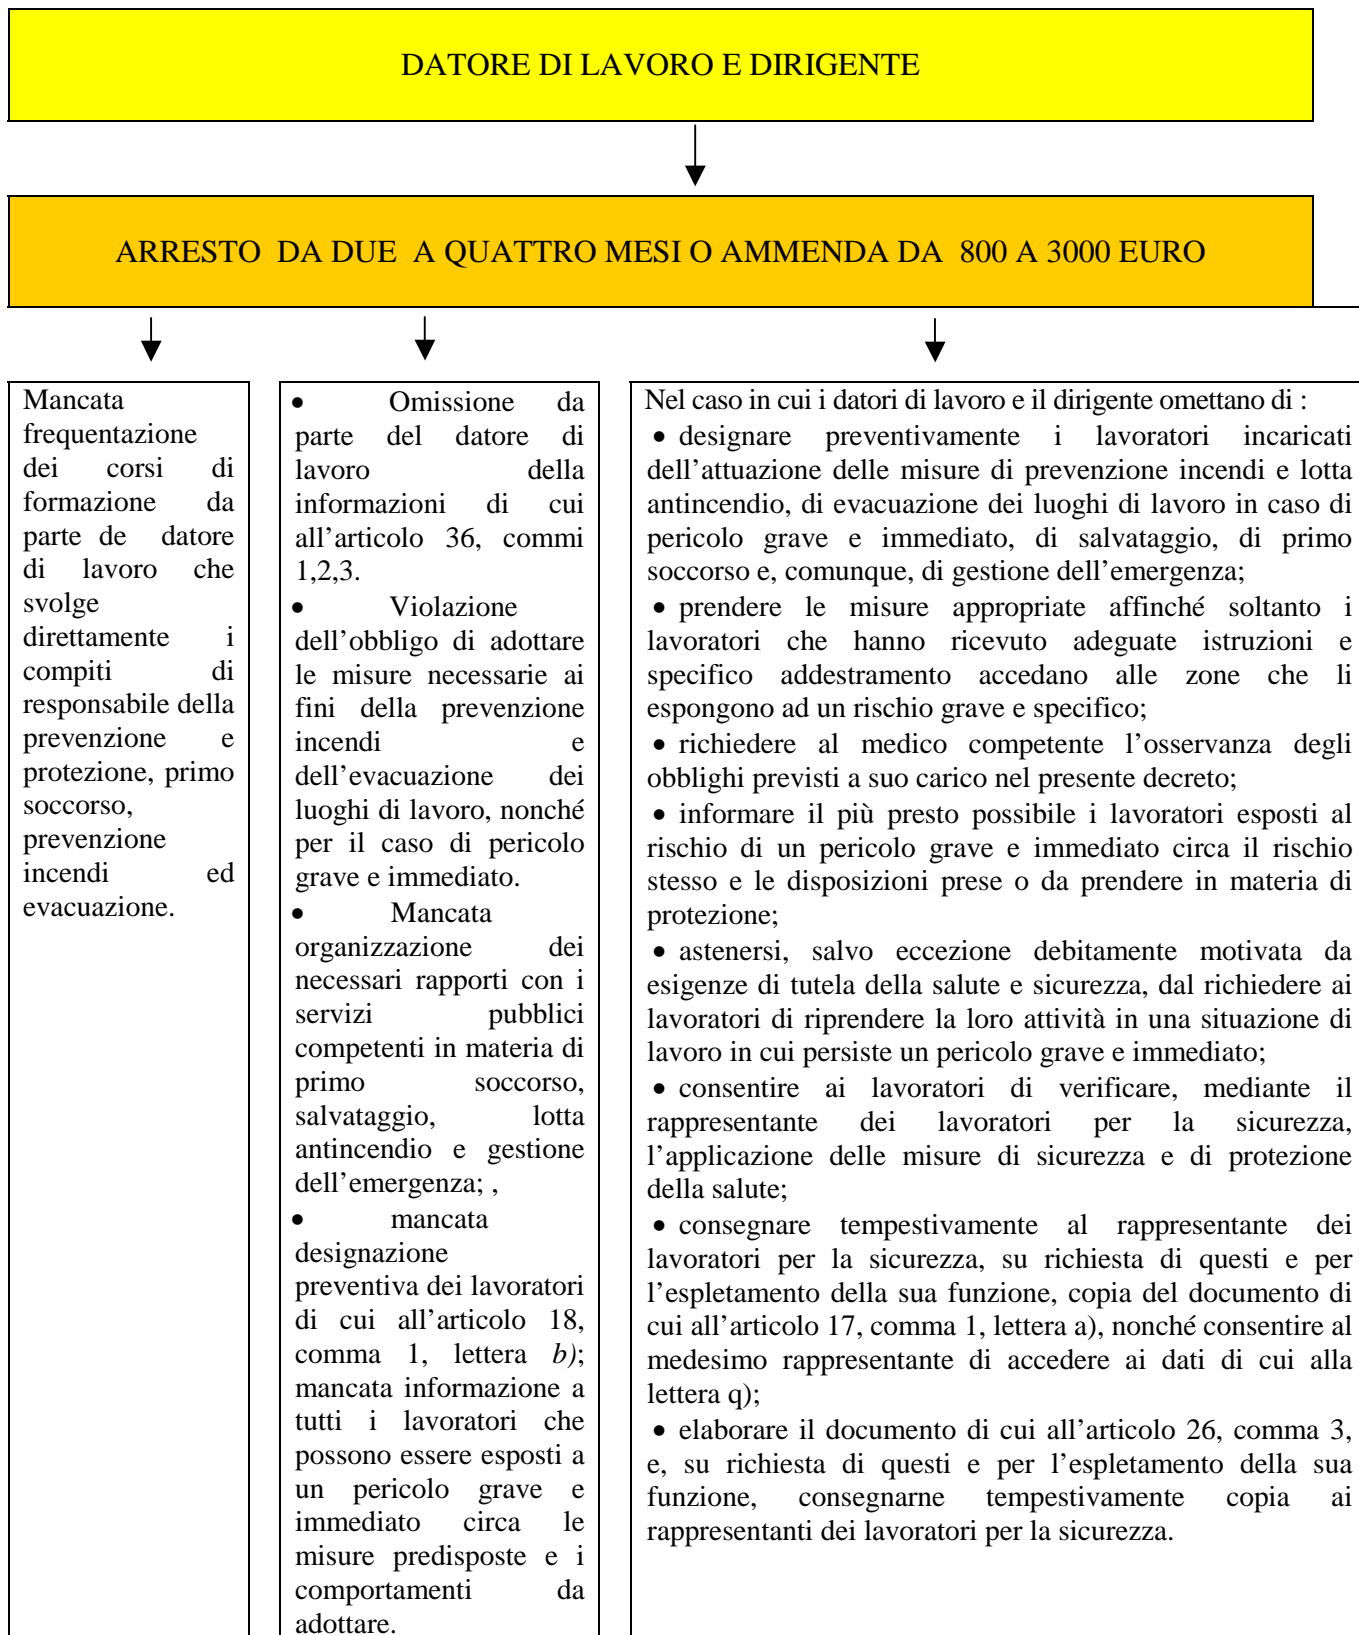 DATORE DI LAVORO E DIRIGENTE
ARRESTO DA DUE A QUATTRO MESI O AMMENDA DA 800 A 3000 EURO
Mancata
frequentazione
dei corsi di
formazione da
parte de datore
di lavoro che
svolge
direttamente i
compiti di
responsabile della
prevenzione e
protezione, primo
soccorso,
prevenzione
incendi ed
evacuazione.
• Omissione da
parte del datore di
lavoro della
informazioni di cui
all'articolo 36, commi
1,2,3.
• Violazione
dell'obbligo di adottare
le misure necessarie ai
fini della prevenzione
incendi e
dell'evacuazione dei
luoghi di lavoro, nonché
per il caso di pericolo
grave e immediato.
• Mancata
organizzazione dei
necessari rapporti con i
servizi pubblici
competenti in materia di
primo soccorso,
salvataggio, lotta
antincendio e gestione
dell'emergenza; ,
• mancata
designazione
preventiva dei lavoratori
di cui all'articolo 18,
comma 1, lettera b);
mancata informazione a
tutti i lavoratori che
possono essere esposti a
un pericolo grave e
immediato circa le
misure predisposte e i
comportamenti da
adottare.
Nel caso in cui i datori di lavoro e il dirigente omettano di :
• designare preventivamente i lavoratori incaricati
dell'attuazione delle misure di prevenzione incendi e lotta
antincendio, di evacuazione dei luoghi di lavoro in caso di
pericolo grave e immediato, di salvataggio, di primo
soccorso e, comunque, di gestione dell'emergenza;
• prendere le misure appropriate affinché soltanto i
lavoratori che hanno ricevuto adeguate istruzioni e
specifico addestramento accedano alle zone che li
espongono ad un rischio grave e specifico;
• richiedere al medico competente l'osservanza degli
obblighi previsti a suo carico nel presente decreto;
• informare il più presto possibile i lavoratori esposti al
rischio di un pericolo grave e immediato circa il rischio
stesso e le disposizioni prese o da prendere in materia di
protezione;
• astenersi, salvo eccezione debitamente motivata da
esigenze di tutela della salute e sicurezza, dal richiedere ai
lavoratori di riprendere la loro attività in una situazione di
lavoro in cui persiste un pericolo grave e immediato;
• consentire ai lavoratori di verificare, mediante il
rappresentante dei lavoratori per la sicurezza,
l'applicazione delle misure di sicurezza e di protezione
della salute;
• consegnare tempestivamente al rappresentante dei
lavoratori per la sicurezza, su richiesta di questi e per
l'espletamento della sua funzione, copia del documento di
cui all'articolo 17, comma 1, lettera a), nonché consentire al
medesimo rappresentante di accedere ai dati di cui alla
lettera q);
• elaborare il documento di cui all'articolo 26, comma 3,
e, su richiesta di questi e per l'espletamento della sua
funzione, consegnarne tempestivamente copia ai
rappresentanti dei lavoratori per la sicurezza.